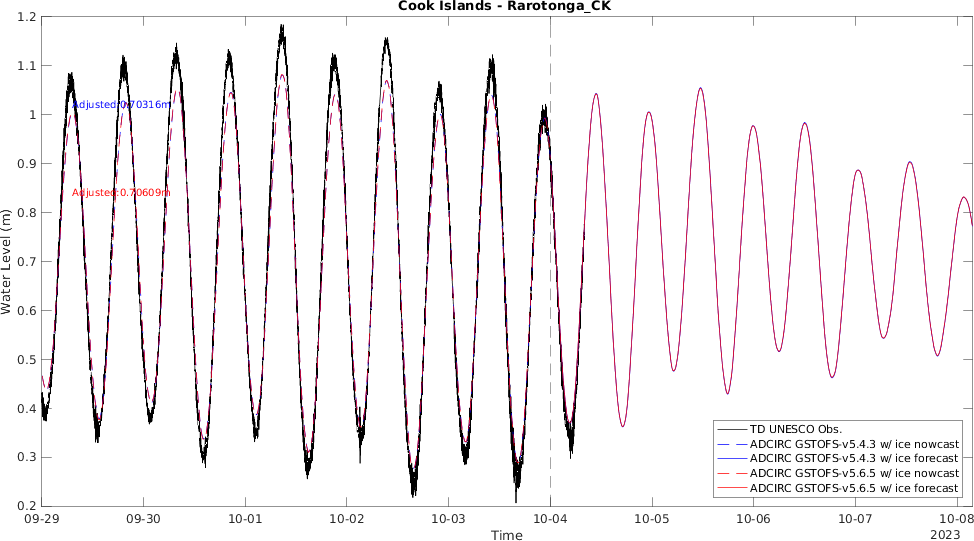 Cook Islands - Rarotonga_CK
Water Level (m)
1.2
1.1
1
0.9
0.8
0.7
0.6
0.5
0.4
0.3
0.2
Adjusted:0.70316m
Adjusted:0.70609m
TD UNESCO Obs.
ADCIRC GSTOFS-v5.4.3 w/ ice nowcast
ADCIRC GSTOFS-v5.4.3 w/ ice forecast
ADCIRC GSTOFS-v5.6.5 w/ ice nowcast
ADCIRC GSTOFS-v5.6.5 w/ ice forecast
09-29 09-30 10-01 10-02 10-03 10-04 10-05 10-06 10-07 10-08
Time
2023